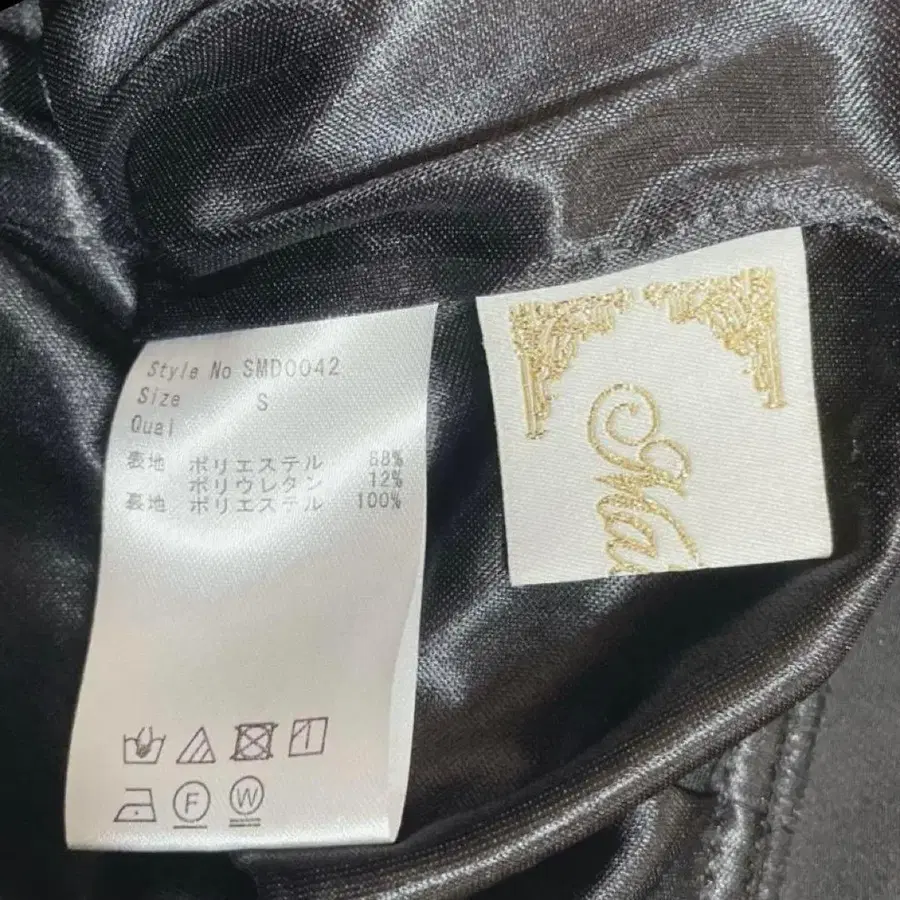 Style No SMD0042
Size S
Qual
表地 ポリエステル 88%
ポリウレタン 12%
裏地 ポリエステル 100%
F W
Ma